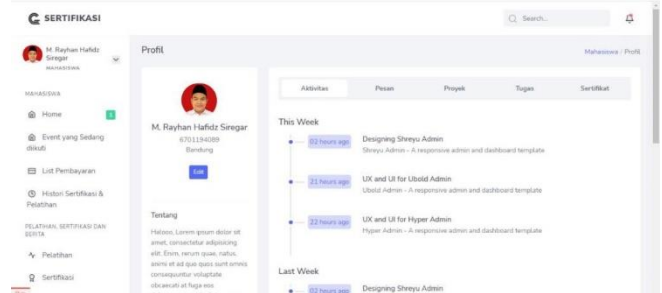 SERTIFIKASI
Search...
M. Rayhan Hafidz
Siregar
MAHASISWA
Profil
Mahasiswa / Profil
MAHASISWA
Home
1
Event yang Sedang
diikuti
List Pembayaran
Histori Sertifikasi &
Pelatihan
PELATIHAN, SERTIFIKASI DAN
BERITA
Pelatihan
Sertifikasi
M. Rayhan Hafidz Siregar
6701194089
Bandung
Edit
Tentang
Halooo, Lorem ipsum dolor sit
amet, consectetur adipisicing
elit. Enim, rerum quae, natus,
animi et ad quis quos sunt omnis
consequuntur voluptate
obcaecati at fuga eos
Aktivitas
Pesan
Proyek
Tugas
Sertifikat
This Week
02 hours ago
Designing Shreyu Admin
Shreyu Admin - A responsive admin and dashboard template
21 hours ago
UX and UI for Ubold Admin
Ubold Admin - A responsive admin and dashboard template
22 hours ago
UX and UI for Hyper Admin
Hyper Admin - A responsive admin and dashboard template
Last Week
02 hours ago
Designing Shreyu Admin